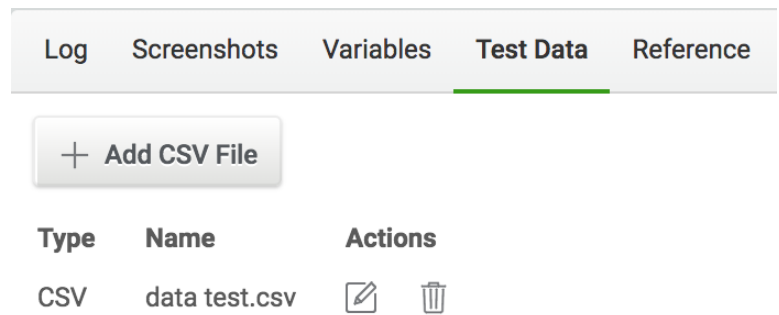 Log Screenshots Variables Test Data Reference
+ Add CSV File
Type Name Actions
CSV data test.csv